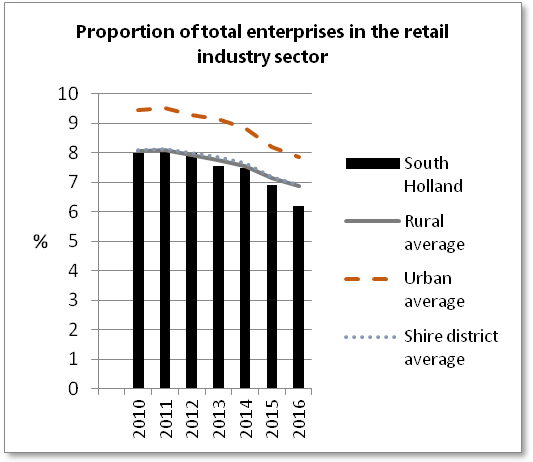 Proportion of total enterprises in the retail
industry sector
10
9
8
7
6
5
4
3
2
1
0
%
2010
2011
2012
2013
2014
2015
2016
South
Holland
Rural
average
Urban
average
Shire district
average